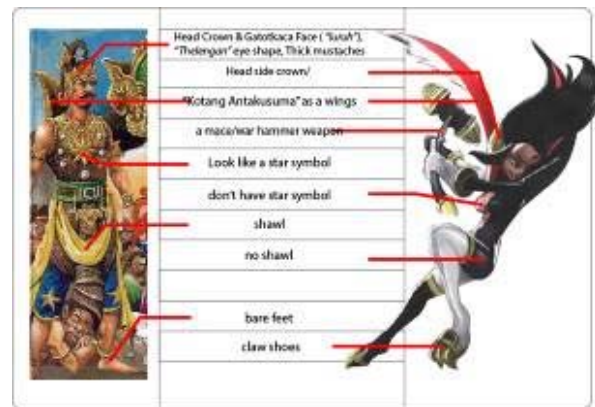 Head Crown & Gatotkaca Face ( "luruh"),
"Thelengan" eye shape, Thick mustaches
Head side crown/
"Kotang Antakusuma" as a wings
a mace/war hammer weapon
Look like a star symbol
don't have star symbol
shawl
no shawl
bare feet
claw shoes